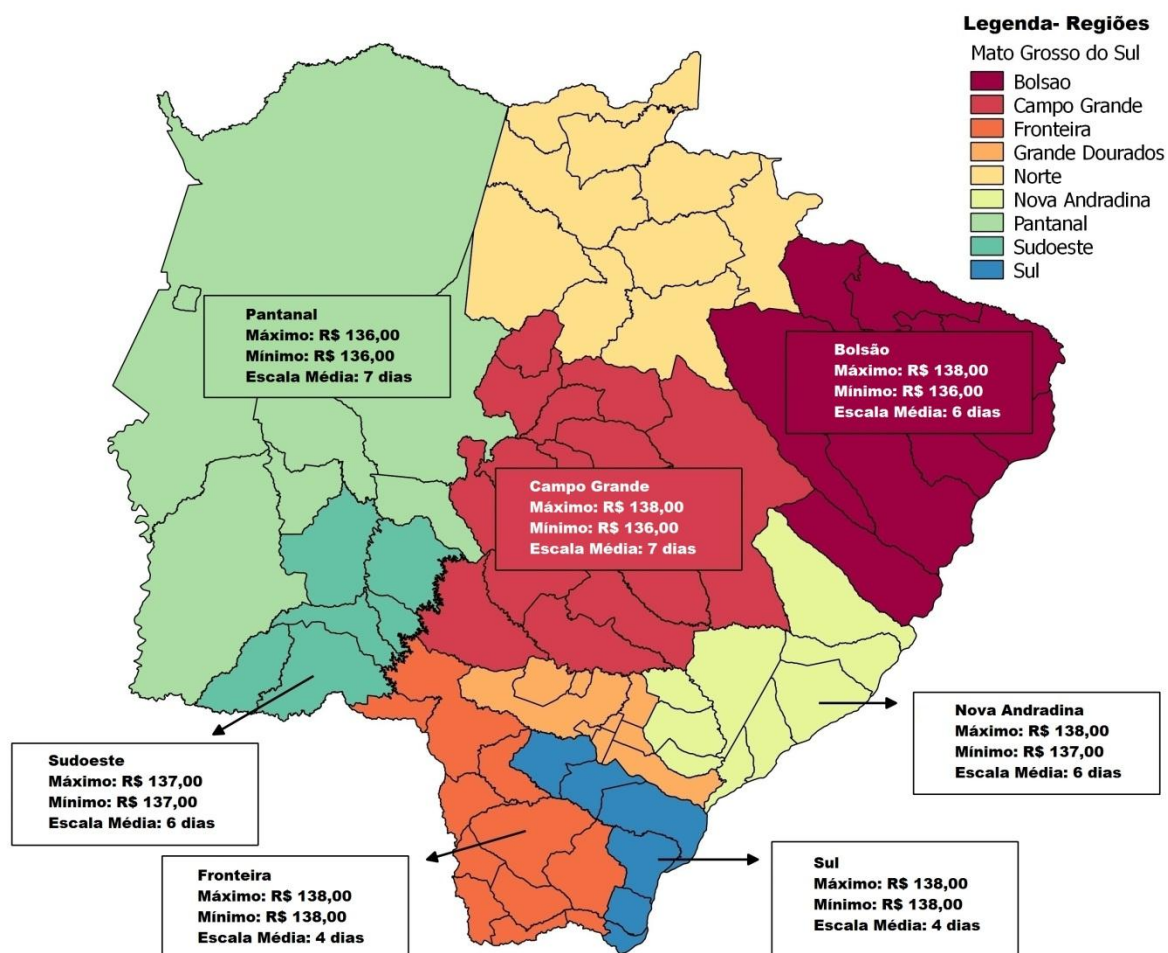 Legenda- Regiões
Mato Grosso do Sul
Bolsao
Campo Grande
Fronteira
Grande Dourados
Norte
Nova Andradina
Pantanal
Sudoeste
Sul
Pantanal
Máximo: R$ 136,00
Mínimo: R$ 136,00
Escala Média: 7 dias
Bolsão
Máximo: R$ 138,00
Mínimo: R$ 136,00
Escala Média: 6 dias
Campo Grande
Máximo: R$ 138,00
Mínimo: R$ 136,00
Escala Média: 7 dias
Nova Andradina
Máximo: R$ 138,00
Mínimo: R$ 137,00
Escala Média: 6 dias
Sudoeste
Máximo: R$ 137,00
Mínimo: R$ 137,00
Escala Média: 6 dias
Fronteira
Máximo: R$ 138,00
Mínimo: R$ 138,00
Escala Média: 4 dias
Sul
Máximo: R$ 138,00
Mínimo: R$ 138,00
Escala Média: 4 dias